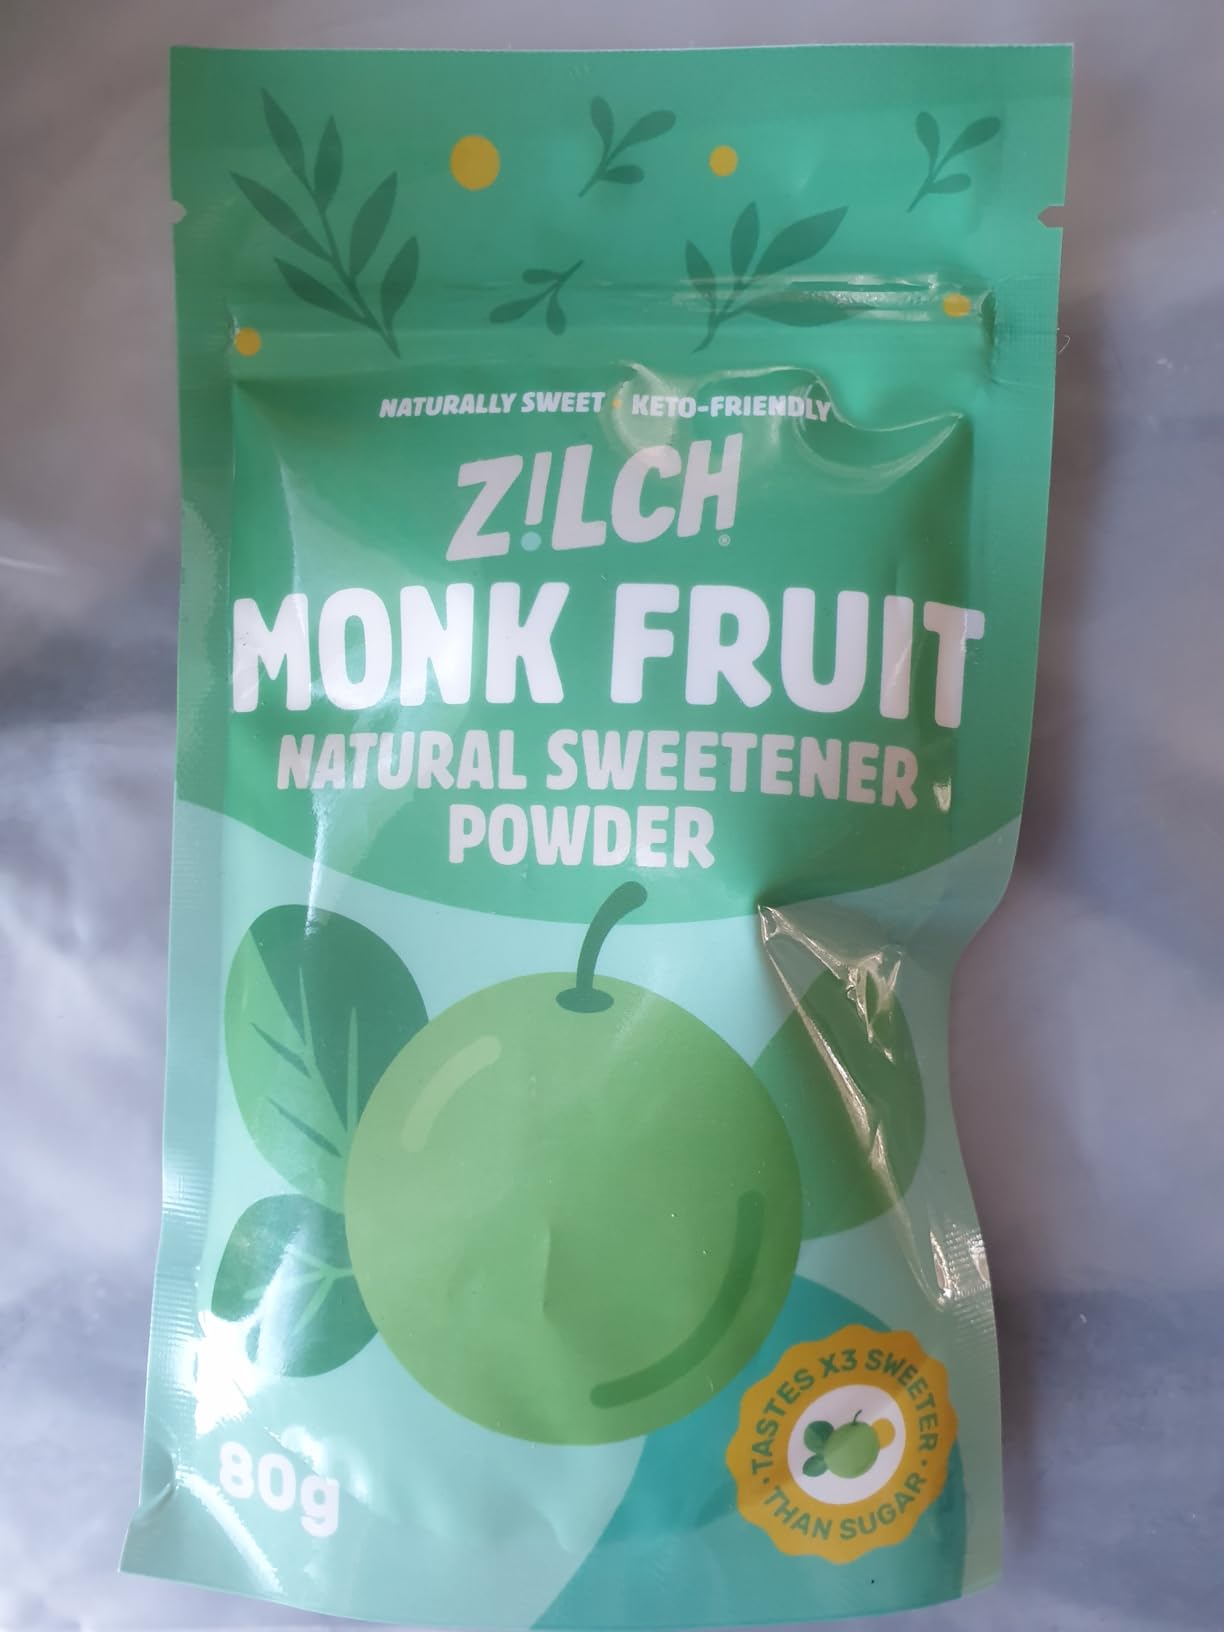 NATURALLY SWEET • KETO-FRIENDLY
Z!LCH®
MONK FRUIT
NATURAL SWEETENER
POWDER
80g
• TASTES X3 SWEETER •
THAN SUGAR